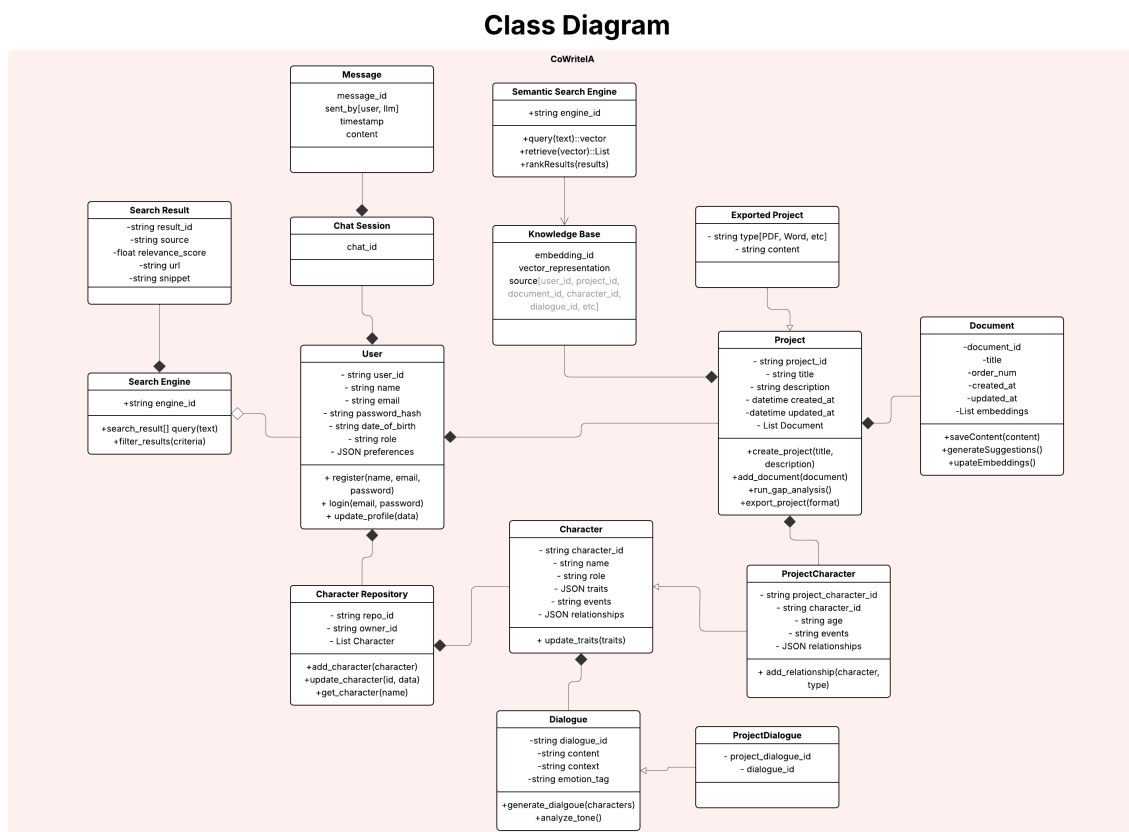 Class Diagram
CoWriteIA
Message
message_id
sent_by[user, llm]
timestamp
content
Semantic Search Engine
+string engine_id
+query(text)::vector
+retrieve(vector)::List
+rankResults(results)
Search Result
-string result_id
-string source
-float relevance_score
-string url
-string snippet
Chat Session
chat_id
Knowledge Base
embedding_id
vector_representation
source[user_id, project_id,
document_id, character_id,
dialogue_id, etc]
Exported Project
- string type[PDF, Word, etc]
- string content
Document
-document_id
-title
-order_num
-created_at
-updated_at
-List embeddings
+saveContent(content)
+generateSuggestions()
+upateEmbeddings()
Project
- string project_id
- string title
- string description
- datetime created_at
-datetime updated_at
- List Document
+create_project(title,
description)
+add_document(document)
+run_gap_analysis()
+export_project(format)
User
- string user_id
- string name
- string email
- string password_hash
- string date_of_birth
- string role
- JSON preferences
+ register(name, email,
password)
+ login(email, password)
+ update_profile(data)
Search Engine
+string engine_id
+search_result[] query(text)
+filter_results(criteria)
Character
- string character_id
- string name
- string role
- JSON traits
- string events
- JSON relationships
+ update_traits(traits)
ProjectCharacter
- string project_character_id
- string character_id
- string age
- string events
- JSON relationships
+ add_relationship(character,
type)
Character Repository
- string repo_id
- string owner_id
- List Character
+add_character(character)
+update_character(id, data)
+get_character(name)
Dialogue
-string dialogue_id
-string content
-string context
-string emotion_tag
+generate_dialgoue(characters)
+analyze_tone()
ProjectDialogue
- project_dialogue_id
- dialogue_id